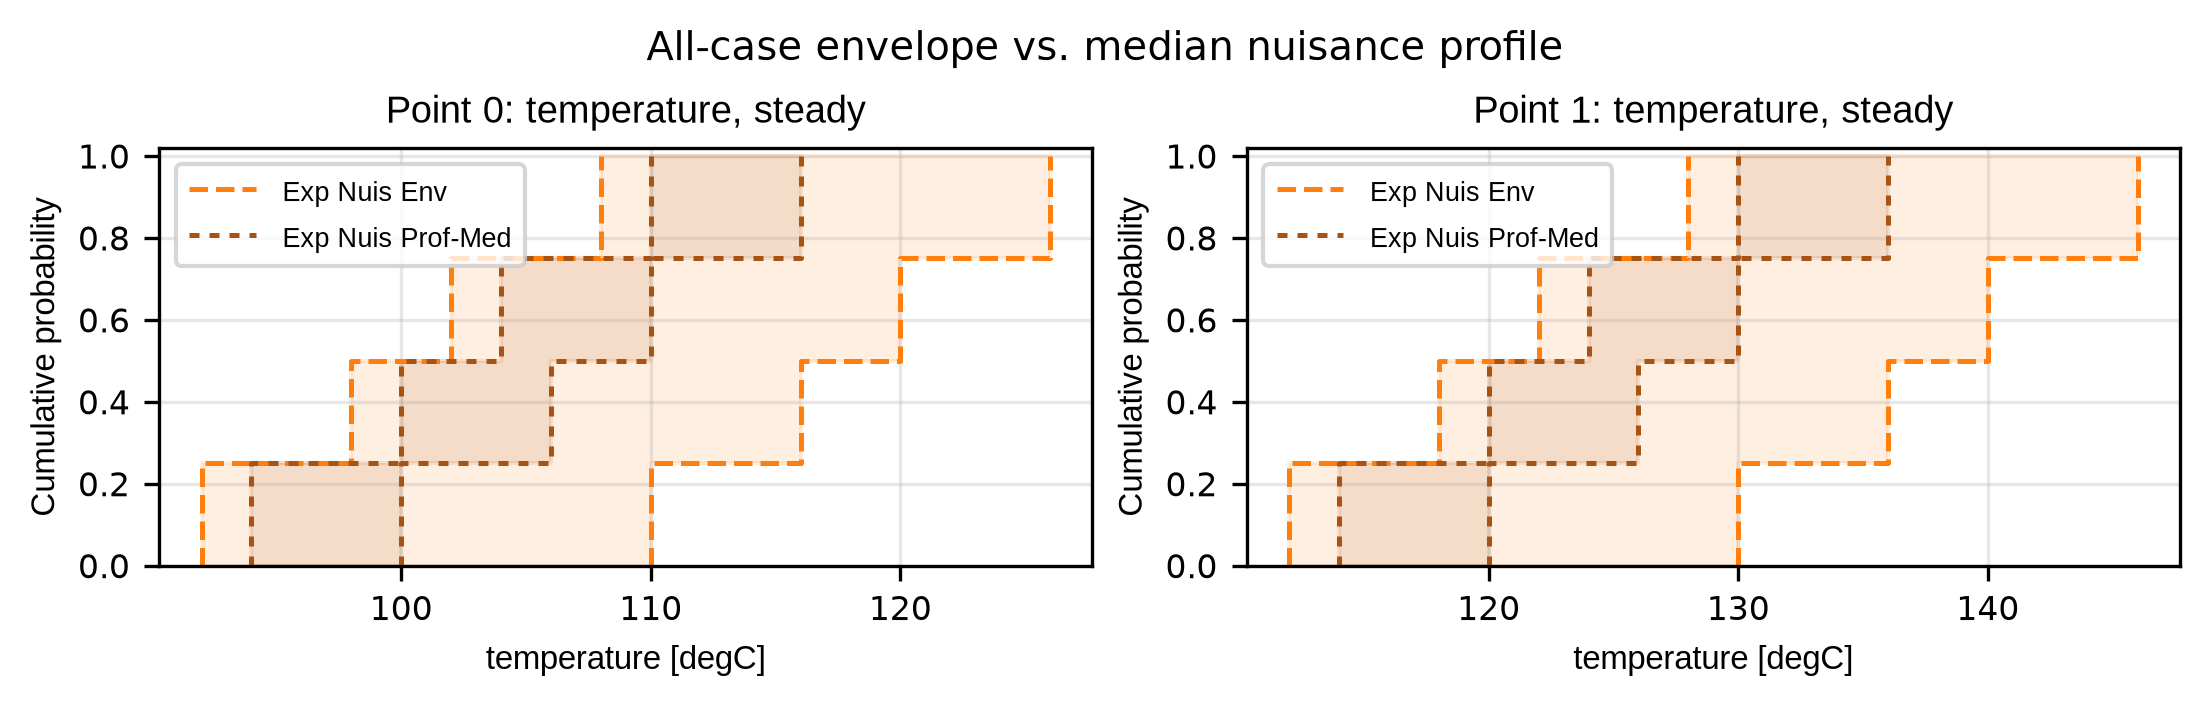 All-case envelope vs. median nuisance profile
Point 0: temperature, steady
Cumulative probability
1.0
0.8
0.6
0.4
0.2
0.0
Exp Nuis Env
Exp Nuis Prof-Med
100
110
120
temperature [degC]
Point 1: temperature, steady
Cumulative probability
1.0
0.8
0.6
0.4
0.2
0.0
Exp Nuis Env
Exp Nuis Prof-Med
120
130
140
temperature [degC]